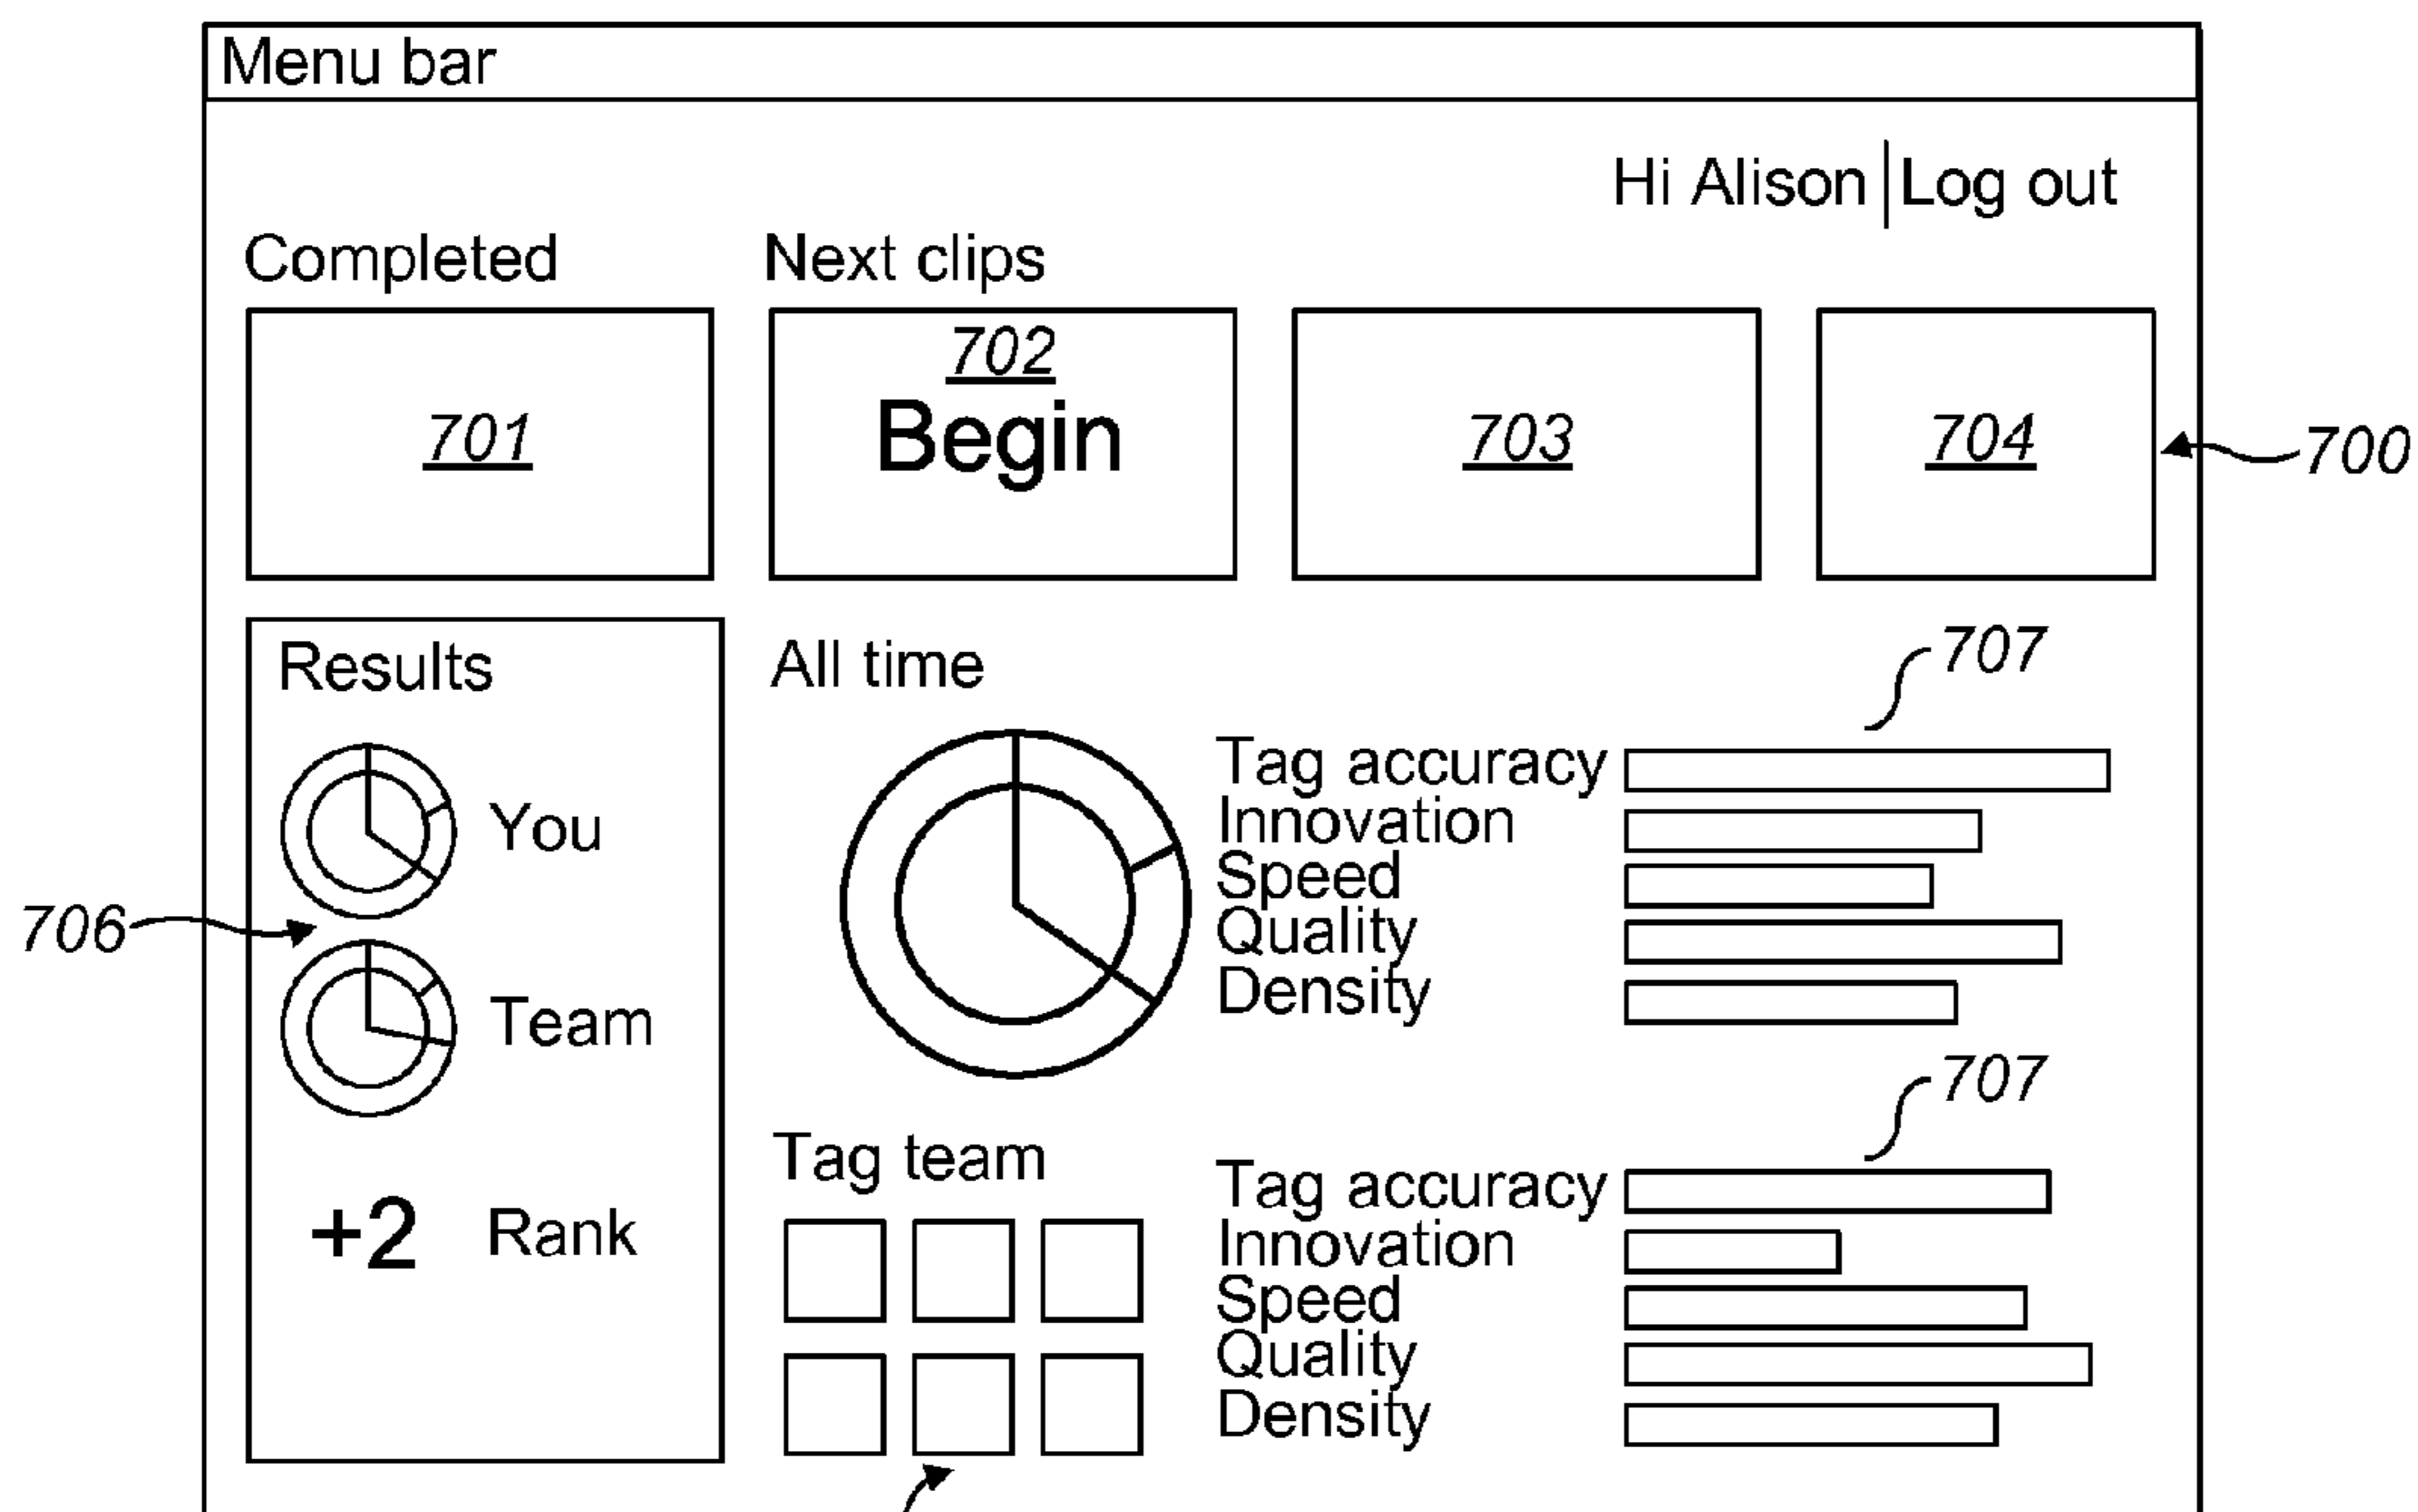 Menu bar
Hi Alison | Log out
Completed
Next clips
701
702
Begin
703
704
700
Results
You
Team
+2 Rank
706
All time
707
Tag accuracy
Innovation
Speed
Quality
Density
Tag team
707
Tag accuracy
Innovation
Speed
Quality
Density